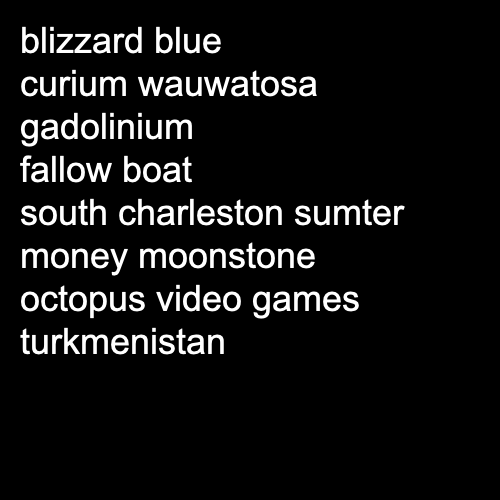 blizzard blue
curium wauwatosa
gadolinium
fallow boat
south charleston sumter
money moonstone
octopus video games
turkmenistan